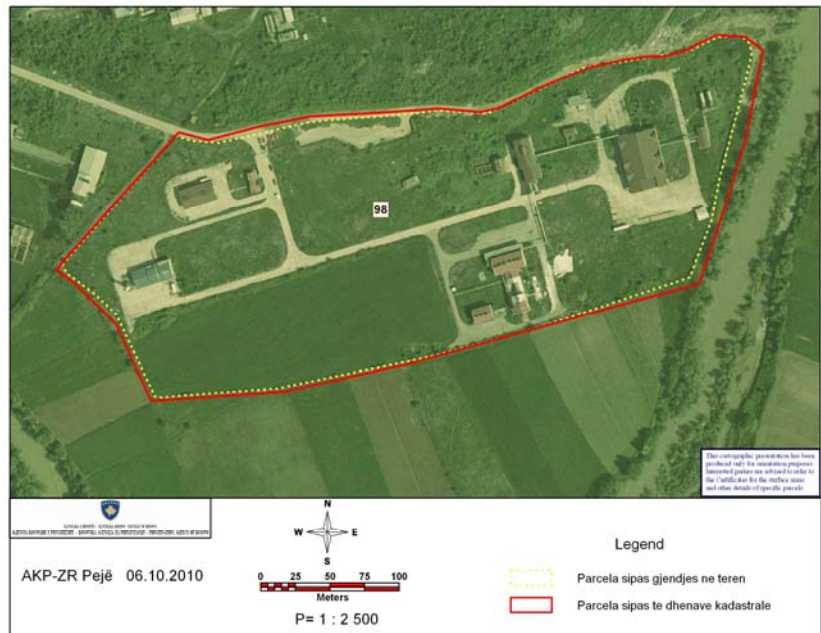 98
This cartographic presentation has been
produced only for orientation purposes
Interested parties are advised to refer to
the Certificates for the surface areas
and other details of specific parcels
N
W E
S
AKP-ZR Pejë 06.10.2010
0 25 50 75 100
Meters
P= 1 : 2 500
Legend
Parcela sipas gjendjes ne teren
Parcela sipas te dhenave kadastrale